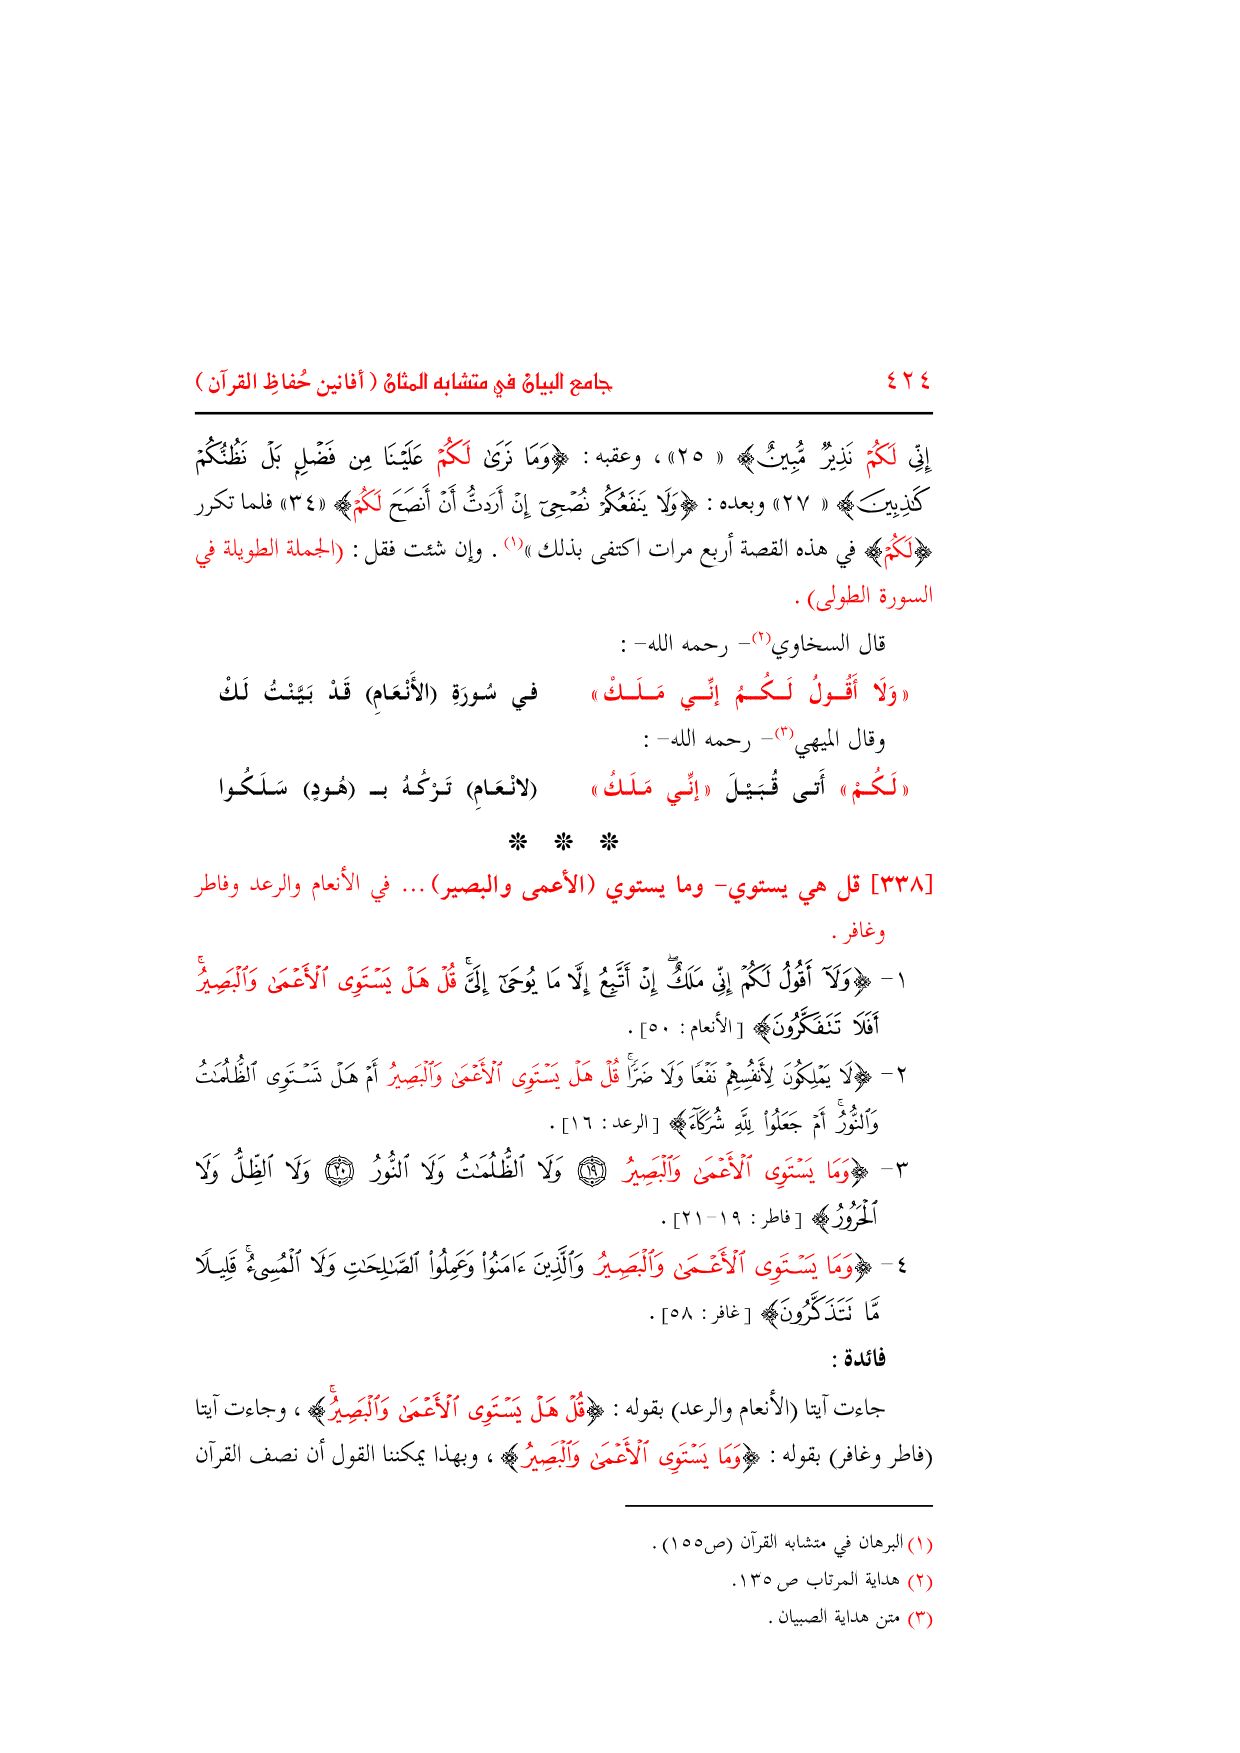 ٤٢٤ جامع البيان في متشابه المثان ( أفانين حُفاظِ القرآن )
إِنِّي لَكُمْ نَذِيرٌ مُّبِينٌ﴾ « ٢٥» ، وعقبه : ﴿وَمَا نَرَىٰ لَكُمْ عَلَيْنَا مِن فَضْلٍ بَلْ نَظُنُّكُمْ
كَٰذِبِينَ﴾ « ٢٧» وبعده : ﴿وَلَا يَنفَعُكُمْ نُصْحِىٓ إِنْ أَرَدتُّ أَنْ أَنصَحَ لَكُمْ﴾ «٣٤» فلما تكرر
﴿لَكُمْ﴾ في هذه القصة أربع مرات اكتفى بذلك »(١) . وإن شئت فقل : (الجملة الطويلة في
السورة الطولى) .
قال السخاوي(٢)- رحمه الله- :
« وَلَا أَقُولُ لَكُمُ إنِّي مَلَكْ» في سُورَةِ (الأَنْعَامِ) قَدْ بَيَّنْتُ لَكْ
وقال الميهي(٣)- رحمه الله- :
« لَكُمْ» أَتى قُبَيْلَ « إنِّي مَلَكُ» (لانْعَامِ) تَرْكُهُ بـ (هُودٍ) سَلَكُوا
❊ ❊ ❊
[٣٣٨] قل هي يستوي- وما يستوي (الأعمى والبصير) ... في الأنعام والرعد وفاطر
وغافر .
١- ﴿وَلَآ أَقُولُ لَكُمْ إِنِّى مَلَكٌ ۖ إِنْ أَتَّبِعُ إِلَّا مَا يُوحَىٰٓ إِلَىَّ ۚ قُلْ هَلْ يَسْتَوِى ٱلْأَعْمَىٰ وَٱلْبَصِيرُ ۚ
أَفَلَا تَتَفَكَّرُونَ﴾ [ الأنعام : ٥٠] .
٢- ﴿لَا يَمْلِكُونَ لِأَنفُسِهِمْ نَفْعًا وَلَا ضَرًّا ۚ قُلْ هَلْ يَسْتَوِى ٱلْأَعْمَىٰ وَٱلْبَصِيرُ أَمْ هَلْ تَسْتَوِى ٱلظُّلُمَٰتُ
وَٱلنُّورُ ۗ أَمْ جَعَلُوا۟ لِلَّهِ شُرَكَآءَ﴾ [ الرعد : ١٦] .
٣- ﴿وَمَا يَسْتَوِى ٱلْأَعْمَىٰ وَٱلْبَصِيرُ ۝١٩ وَلَا ٱلظُّلُمَٰتُ وَلَا ٱلنُّورُ ۝٢٠ وَلَا ٱلظِّلُّ وَلَا
ٱلْحَرُورُ﴾ [ فاطر : ١٩-٢١] .
٤- ﴿وَمَا يَسْتَوِى ٱلْأَعْمَىٰ وَٱلْبَصِيرُ وَٱلَّذِينَ ءَامَنُوا۟ وَعَمِلُوا۟ ٱلصَّٰلِحَٰتِ وَلَا ٱلْمُسِىٓءُ ۚ قَلِيلًا
مَّا تَتَذَكَّرُونَ﴾ [ غافر : ٥٨] .
فائدة :
جاءت آيتا (الأنعام والرعد) بقوله : ﴿قُلْ هَلْ يَسْتَوِى ٱلْأَعْمَىٰ وَٱلْبَصِيرُ ۚ﴾ ، وجاءت آيتا
(فاطر وغافر) بقوله : ﴿وَمَا يَسْتَوِى ٱلْأَعْمَىٰ وَٱلْبَصِيرُ﴾ ، وبهذا يمكننا القول أن نصف القرآن
(١) البرهان في متشابه القرآن (ص١٥٥) .
(٢) هداية المرتاب ص ١٣٥.
(٣) متن هداية الصبيان .